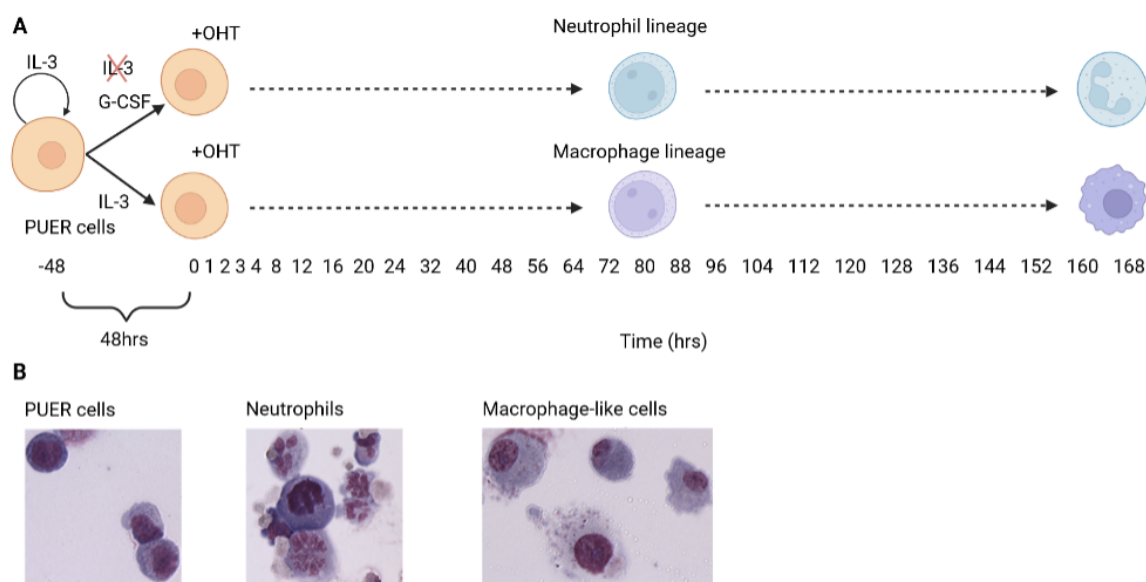 A
+OHT
Neutrophil lineage
IL-3
IL-3
G-CSF
+OHT
Macrophage lineage
IL-3
PUER cells
-48 0 1 2 3 4 8 12 16 20 24 32 40 48 56 64 72 80 88 96 104 112 120 128 136 144 152 160 168
48hrs
Time (hrs)
B
PUER cells Neutrophils Macrophage-like cells